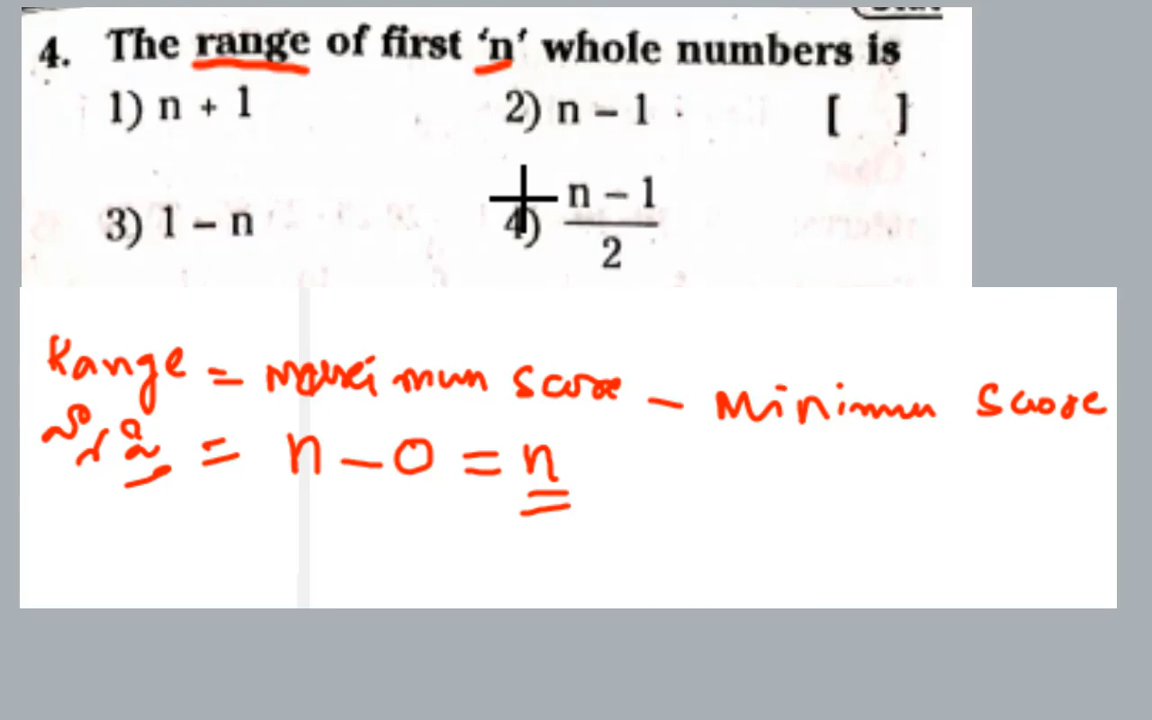 4. The range of first 'n' whole numbers is
1) n + 1 2) n – 1 [ ]
3) 1 – n 4) n – 1 / 2
Range = Maximum Score – Minimum Score
= n – 0 = n